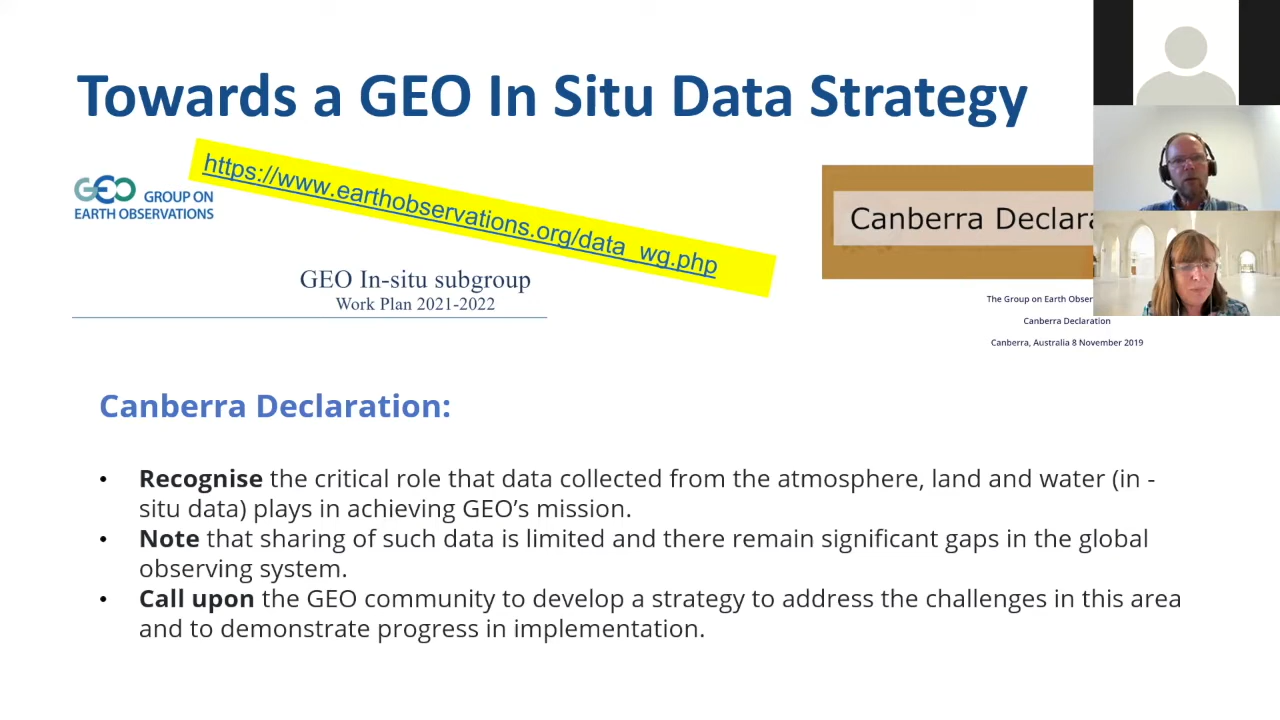 Towards a GEO In Situ Data Strategy
https://www.earthobservations.org/data_wg.php
GEO GROUP ON
EARTH OBSERVATIONS
GEO In-situ subgroup
Work Plan 2021-2022
Canberra
The Group on Earth
Canberra Declaration
Canberra, Australia 8 November 2019
Canberra Declaration:
• Recognise the critical role that data collected from the atmosphere, land and water (in -
situ data) plays in achieving GEO’s mission.
• Note that sharing of such data is limited and there remain significant gaps in the global
observing system.
• Call upon the GEO community to develop a strategy to address the challenges in this area
and to demonstrate progress in implementation.